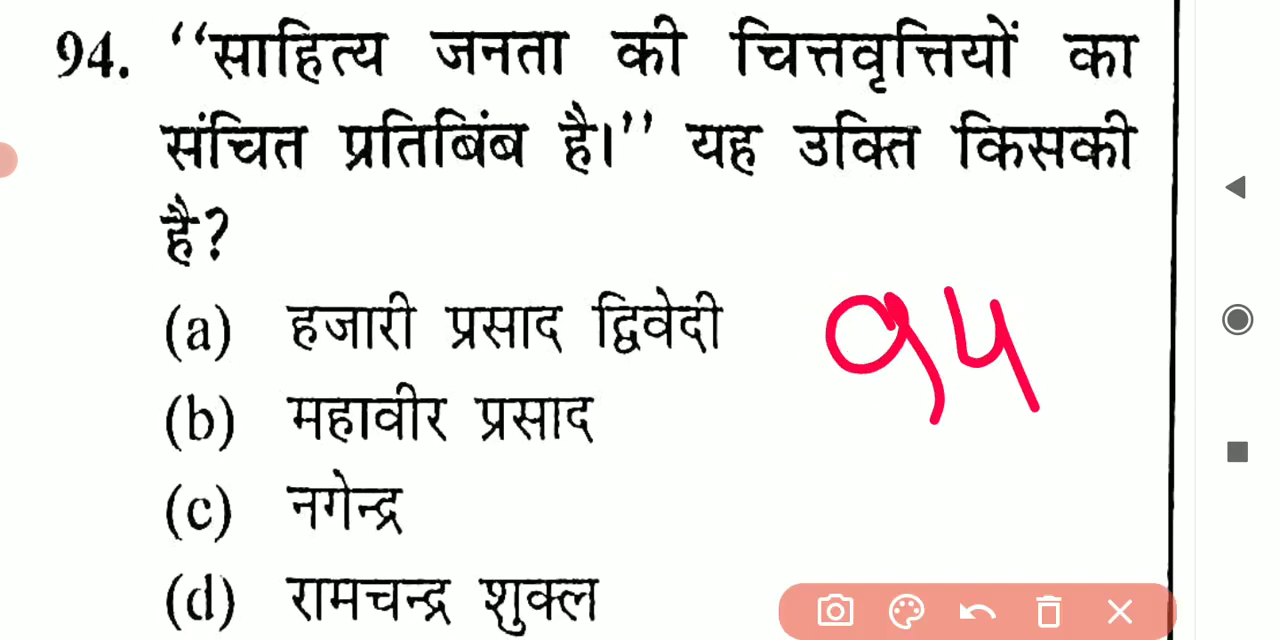 94. ‘‘साहित्य जनता की चित्तवृत्तियों का
संचित प्रतिबिंब है।’’ यह उक्ति किसकी
है?
(a) हजारी प्रसाद द्विवेदी
(b) महावीर प्रसाद
(c) नगेन्द्र
(d) रामचन्द्र शुक्ल
94